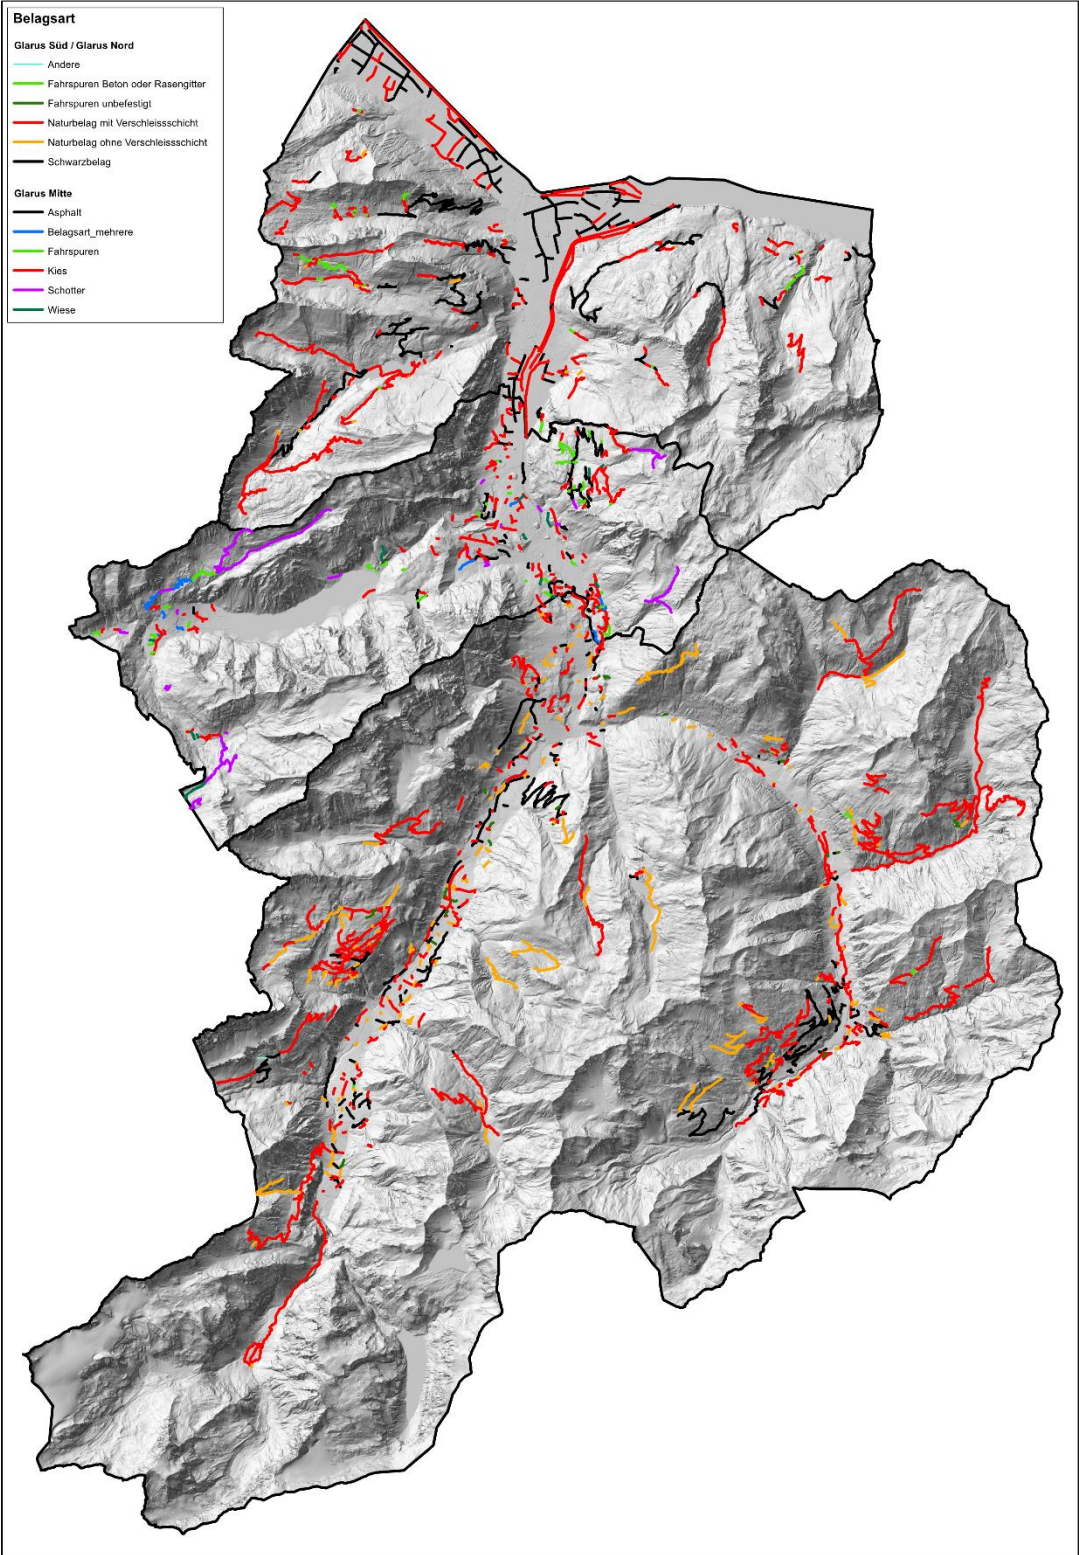 Belagsart
Glarus Süd / Glarus Nord
Andere
Fahrspuren Beton oder Rasengitter
Fahrspuren unbefestigt
Naturbelag mit Verschleissschicht
Naturbelag ohne Verschleissschicht
Schwarzbelag
Glarus Mitte
Asphalt
Belagsart_mehrere
Fahrspuren
Kies
Schotter
Wiese